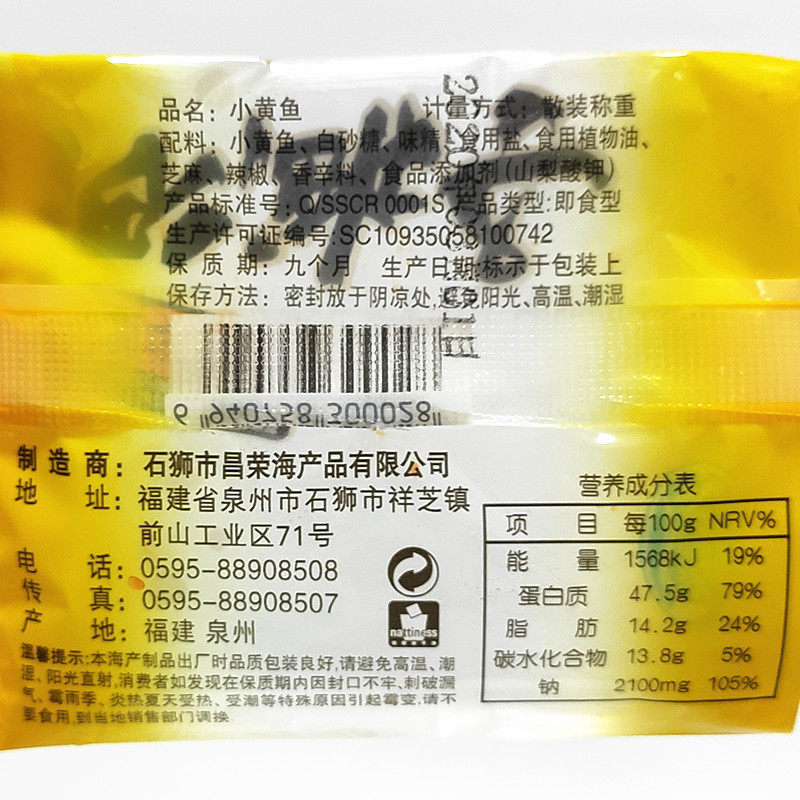 品名：小黄鱼 计量方式：散装称重
配料：小黄鱼、白砂糖、味精、食用盐、食用植物油、
芝麻、辣椒、香辛料、食品添加剂(山梨酸钾)
产品标准号：Q/SSCR 0001S 产品类型：即食型
生产许可证编号:SC10935058100742
保 质 期：九个月 生产日期:标示于包装上
保存方法：密封放于阴凉处,避免阳光、高温、潮湿
6 940758 300028
制 造 商：石狮市昌荣海产品有限公司
地 址：福建省泉州市石狮市祥芝镇
前山工业区71号
电 话：0595-88908508
传 真：0595-88908507
产 地：福建 泉州
温馨提示:本海产制品出厂时品质包装良好,请避免高温、潮
湿、阳光直射,消费者如发现在保质期内因封口不牢、刺破漏
气、霉雨季、炎热夏天受热、受潮等特殊原因引起霉变,请不
要食用,到当地销售部门调换.
nattiness
营养成分表
项 目 每100g NRV%
能 量 1568kJ 19%
蛋白质 47.5g 79%
脂 肪 14.2g 24%
碳水化合物 13.8g 5%
钠 2100mg 105%